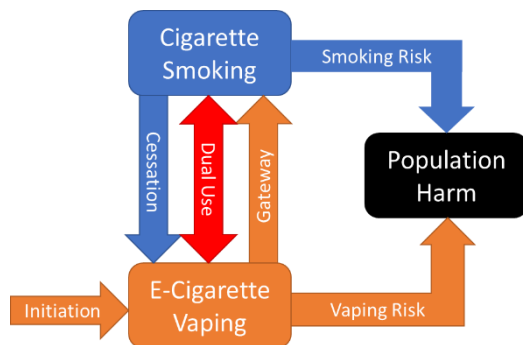 Cigarette
Smoking
Smoking Risk
Cessation
Dual Use
Gateway
Population
Harm
Initiation
E-Cigarette
Vaping
Vaping Risk